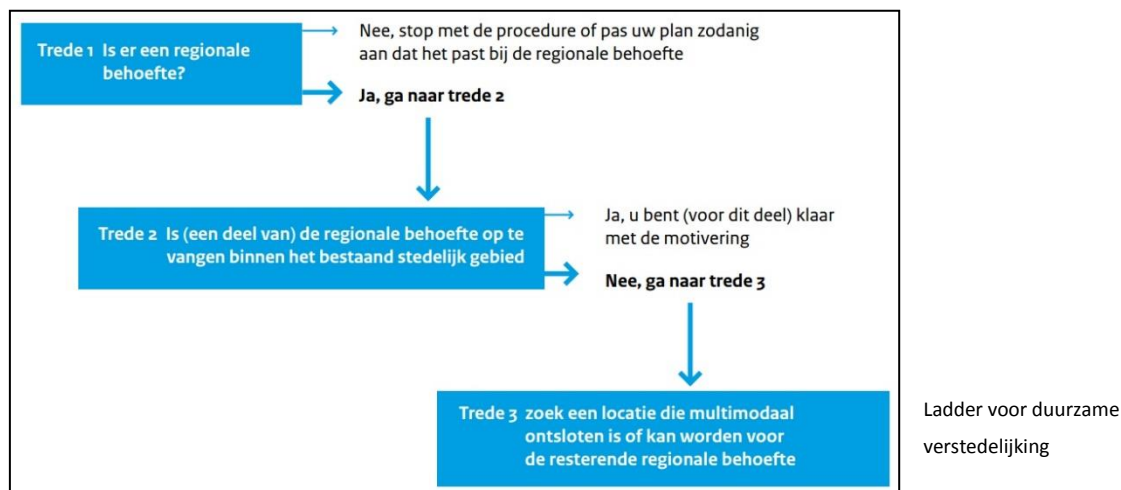 Trede 1 Is er een regionale
behoefte?
Nee, stop met de procedure of pas uw plan zodanig
aan dat het past bij de regionale behoefte
Ja, ga naar trede 2
Trede 2 Is (een deel van) de regionale behoefte op te
vangen binnen het bestaand stedelijk gebied
Ja, u bent (voor dit deel) klaar
met de motivering
Nee, ga naar trede 3
Trede 3 zoek een locatie die multimodaal
ontsloten is of kan worden voor
de resterende regionale behoefte
Ladder voor duurzame
verstedelijking